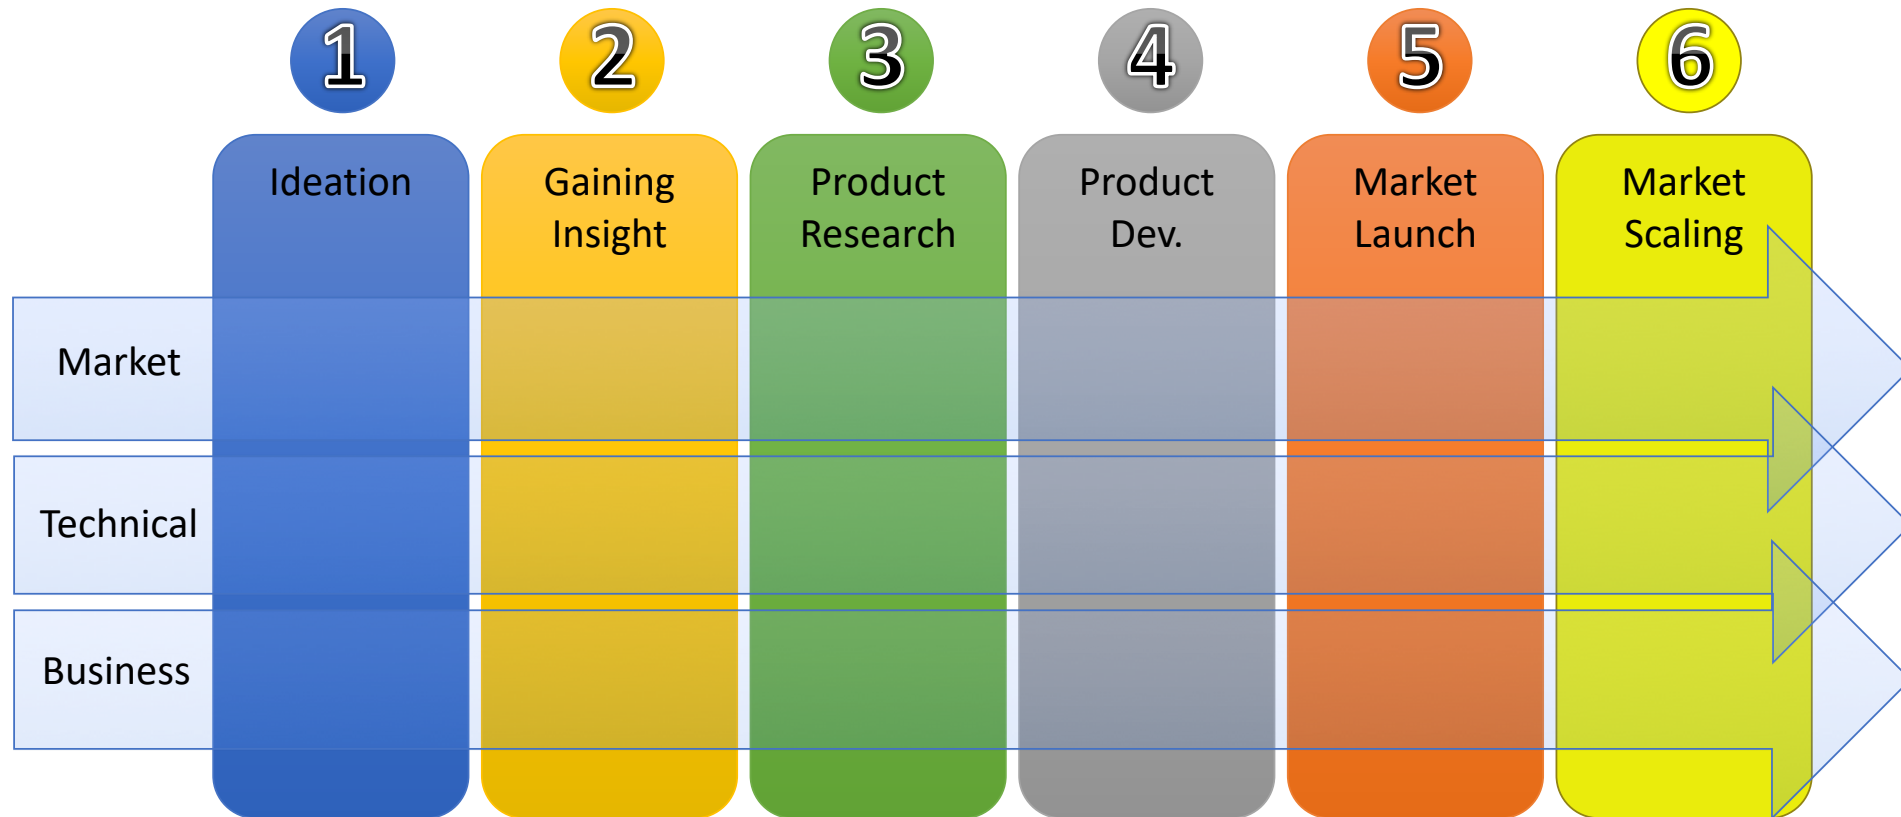 1
2
3
4
5
6
Ideation
Gaining
Insight
Product
Research
Product
Dev.
Market
Launch
Market
Scaling
Market
Technical
Business